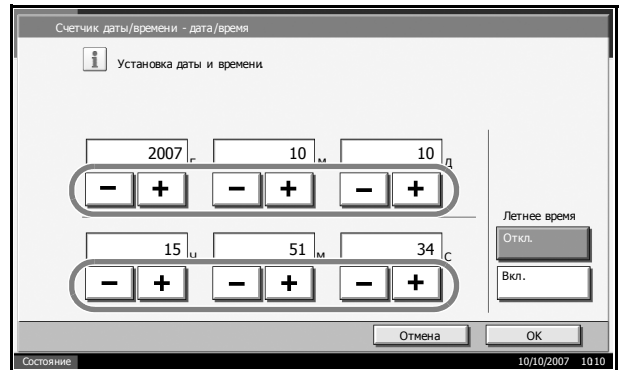 Счетчик даты/времени - дата/время
i Установка даты и времени.
2007 г 10 м 10 д
− + − + − +
15 ч 51 м 34 с
− + − + − +
Летнее время
Откл.
Вкл.
Отмена OK
Состояние 10/10/2007 10:10